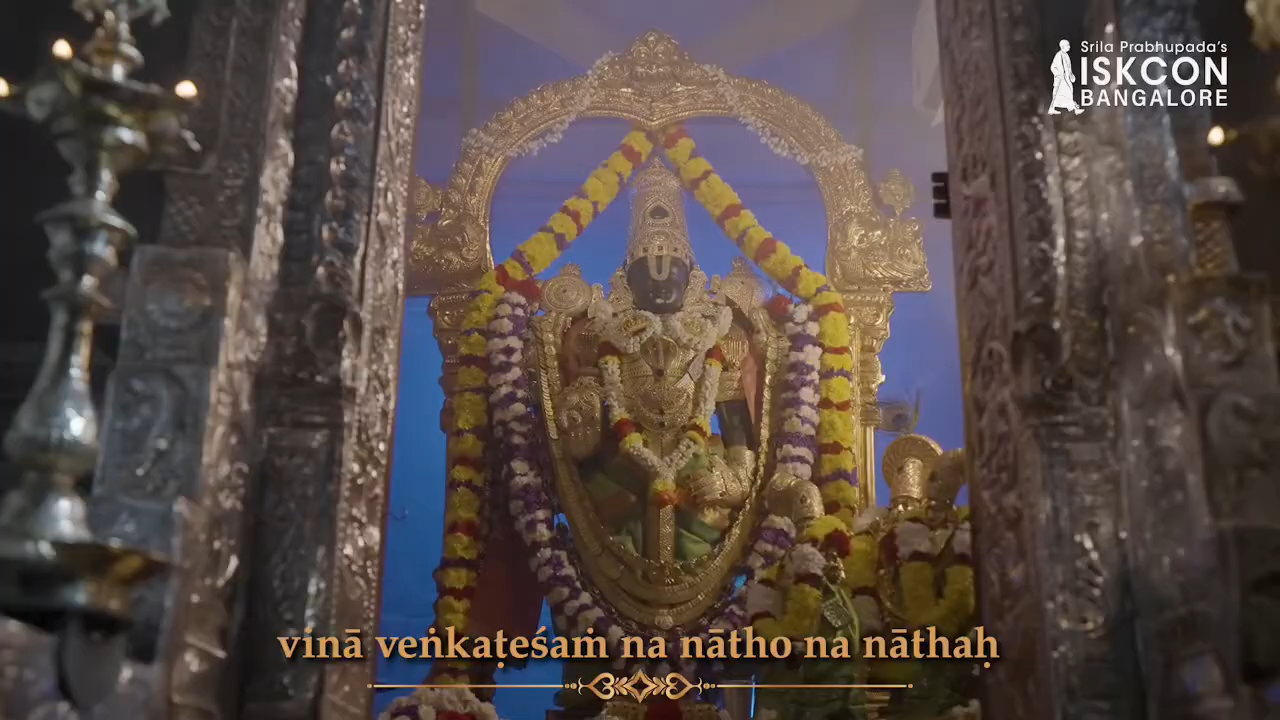 Srila Prabhupada's
ISKCON
BANGALORE
vinā veṅkaṭeśaṁ na nātho na nāthaḥ